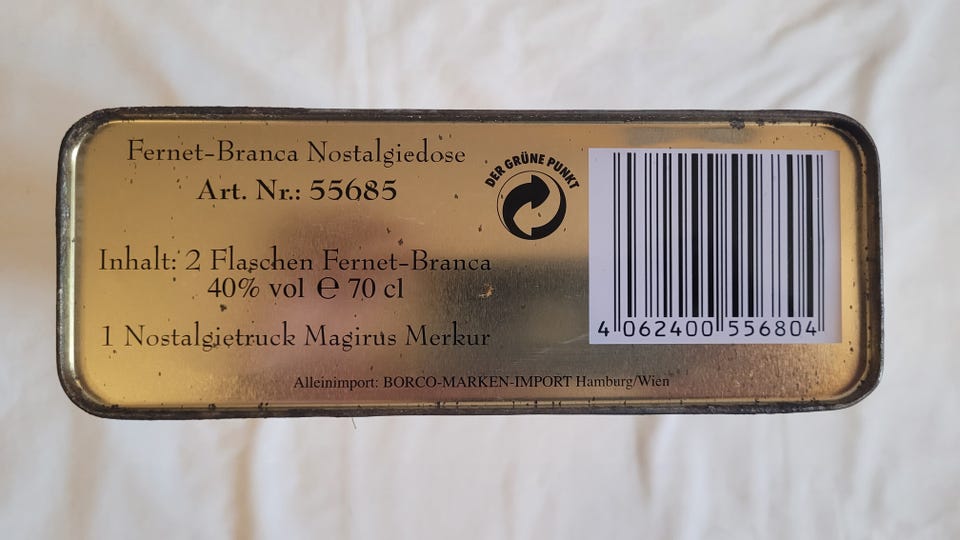 Fernet-Branca Nostalgiedose
Art. Nr.: 55685
DER GRÜNE PUNKT
Inhalt: 2 Flaschen Fernet-Branca
40% vol ℮ 70 cl
1 Nostalgietruck Magirus Merkur
Alleinimport: BORCO-MARKEN-IMPORT Hamburg/Wien
4 062400 556804